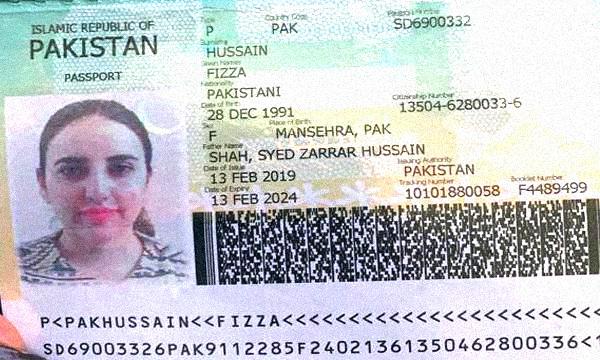 ISLAMIC REPUBLIC OF
PAKISTAN
PASSPORT
Type
P
Country Code
PAK
Passport Number
SD6900332
Surname
HUSSAIN
Given Names
FIZZA
Nationality
PAKISTANI
Date of Birth
28 DEC 1991
Citizenship Number
13504-6280033-6
Sex
F
Place of Birth
MANSEHRA, PAK
Father Name
SHAH, SYED ZARRAR HUSSAIN
Date of Issue
13 FEB 2019
Issuing Authority
PAKISTAN
Date of Expiry
13 FEB 2024
Tracking Number
10101880058
Booklet Number
F4489499
P<PAKHUSSAIN<<FIZZA<<<<<<<<<<<<<<<<<<<<<<<
SD69003326PAK9112285F24021361350462800336<1